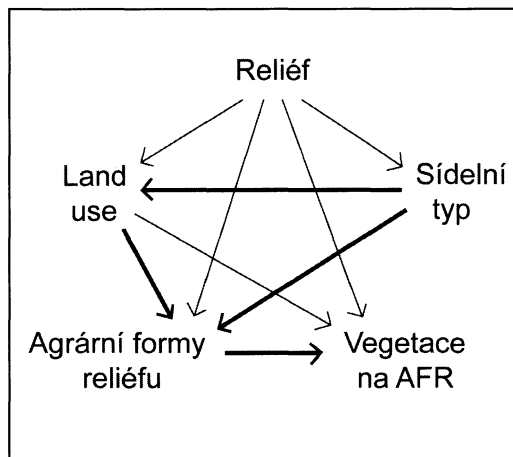 Reliéf
Land
use
Sídelní
typ
Agrární formy
reliéfu
Vegetace
na AFR